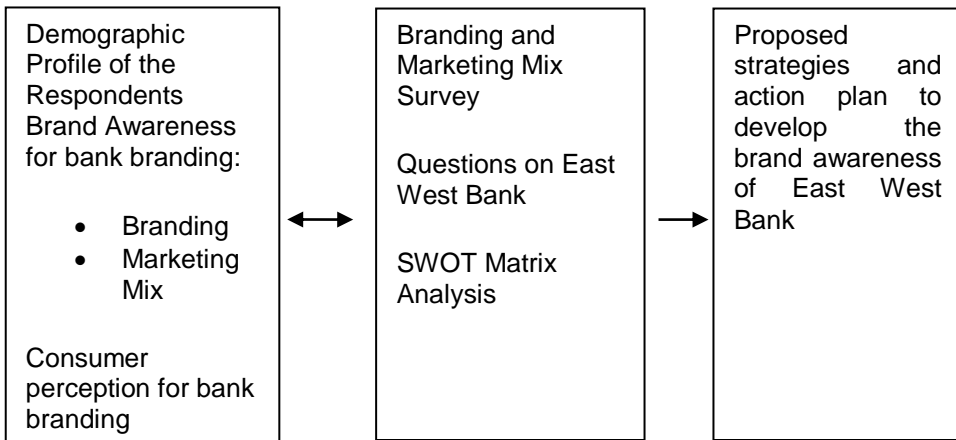 Demographic
Profile of the
Respondents
Brand Awareness
for bank branding:
• Branding
• Marketing
Mix
Consumer
perception for bank
branding
Branding and
Marketing Mix
Survey
Questions on East
West Bank
SWOT Matrix
Analysis
Proposed
strategies and
action plan to
develop the
brand awareness
of East West
Bank